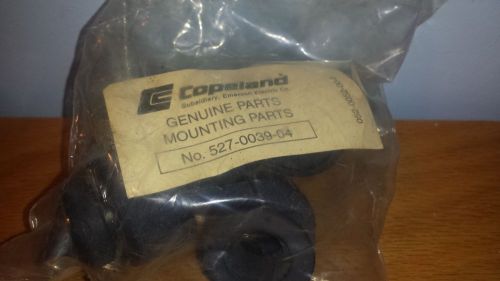 Copeland
Subsidiary, Emerson Electric Co.
GENUINE PARTS
MOUNTING PARTS
No. 527-0039-04